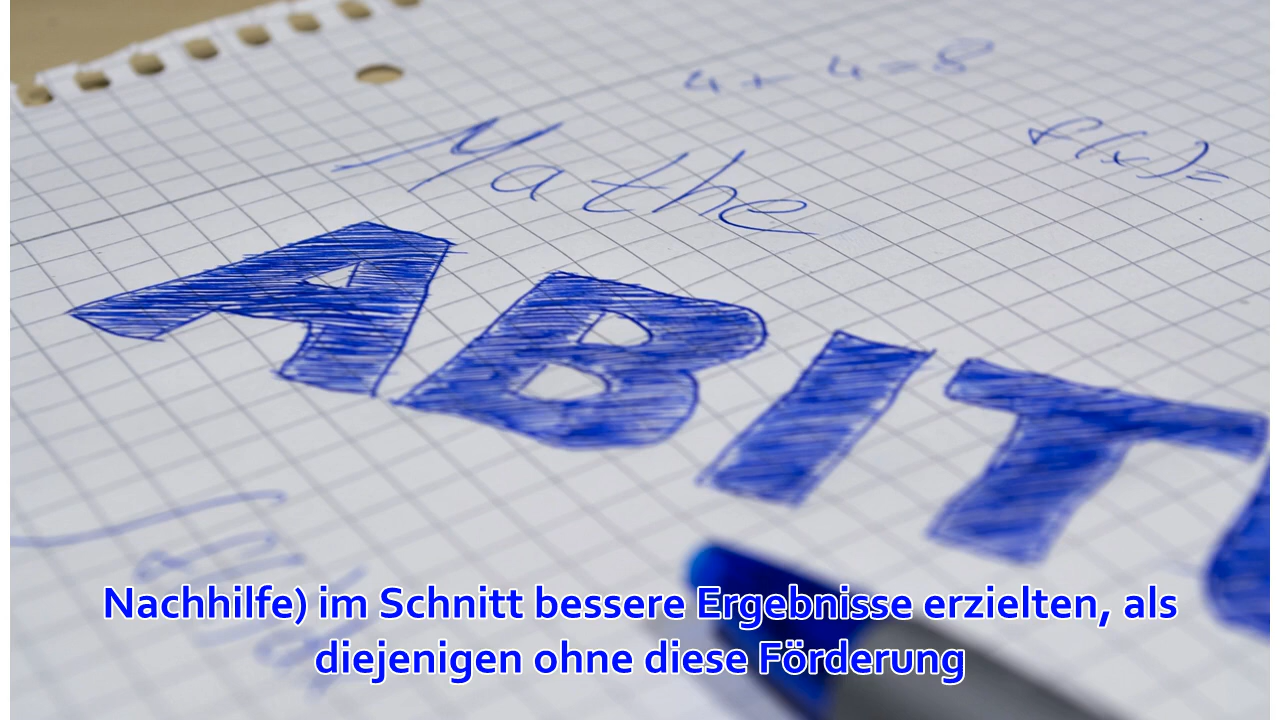 4+4=8
f(x)=
Mathe
ABIT
Nachhilfe) im Schnitt bessere Ergebnisse erzielten, als
diejenigen ohne diese Förderung